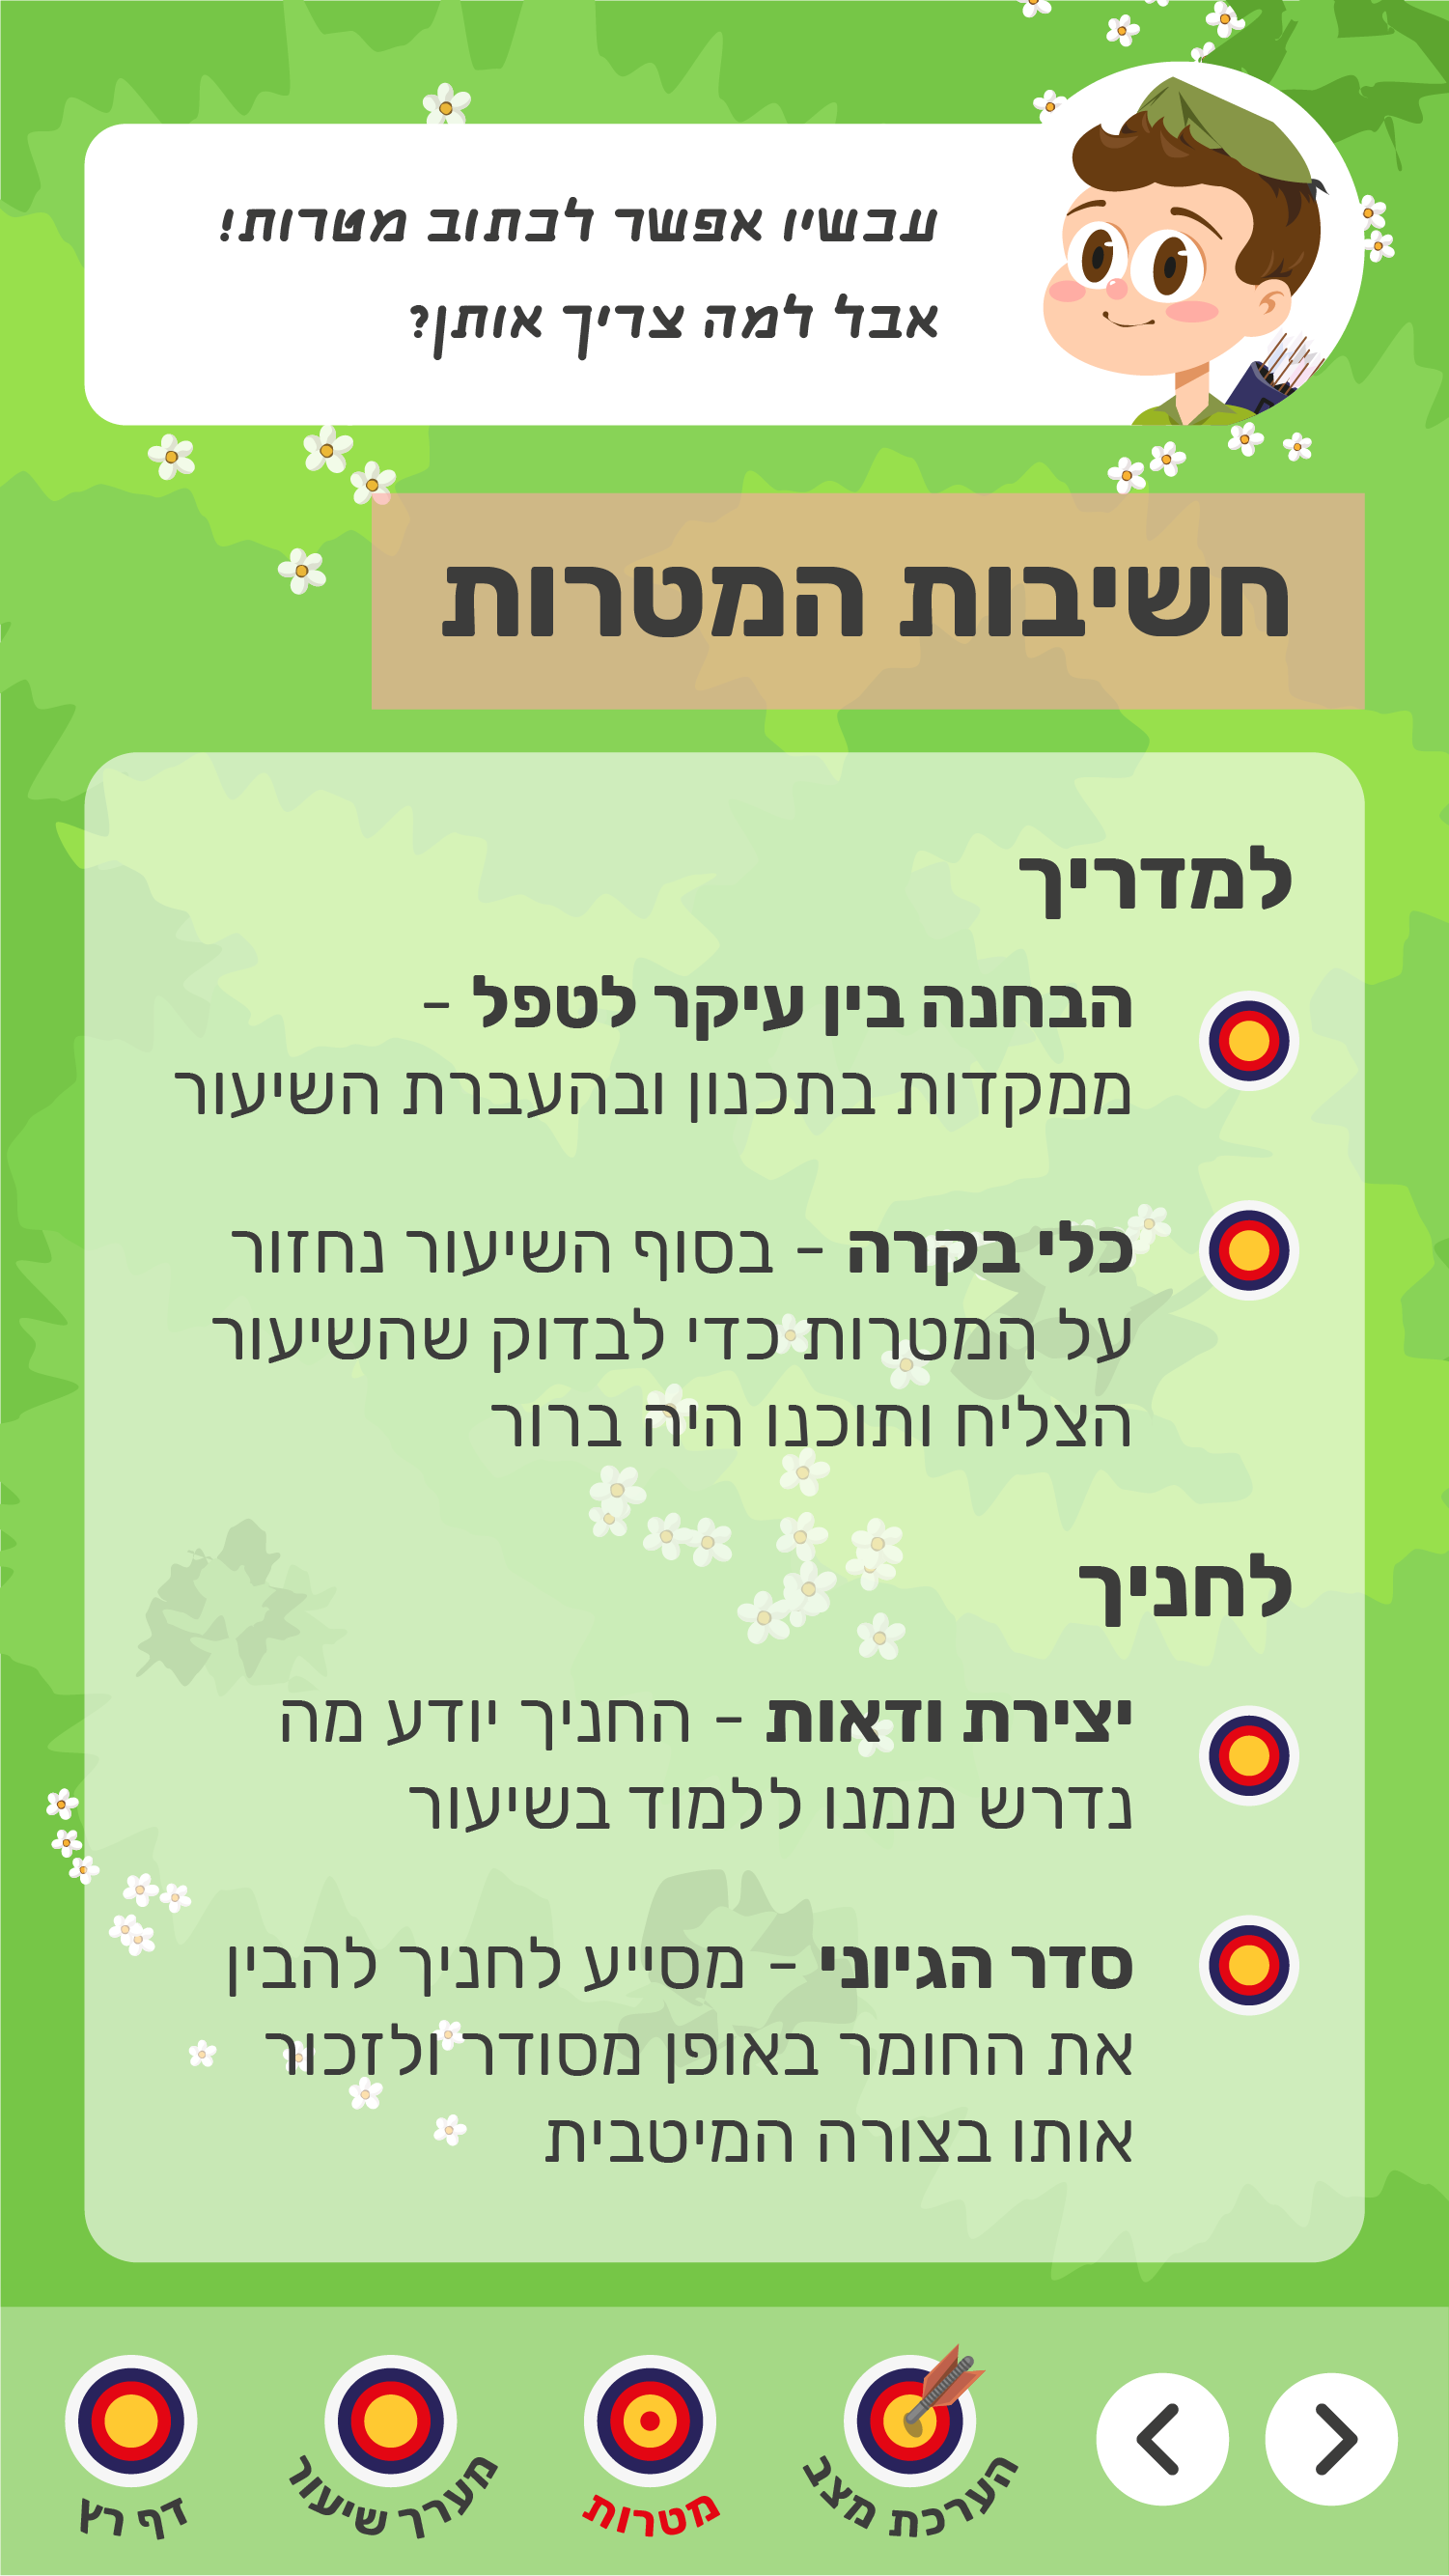 עכשיו אפשר לכתוב מטרות!
אבל למה צריך אותן?
חשיבות המטרות
למדריך
הבחנה בין עיקר לטפל -
ממקדות בתכנון ובהעברת השיעור
כלי בקרה - בסוף השיעור נחזור
על המטרות כדי לבדוק שהשיעור
הצליח ותוכנו היה ברור
לחניך
יצירת ודאות - החניך יודע מה
נדרש ממנו ללמוד בשיעור
סדר הגיוני - מסייע לחניך להבין
את החומר באופן מסודר ולזכור
אותו בצורה המיטבית
הערכת מצב
מטרות
מערך שיעור
דף רץ